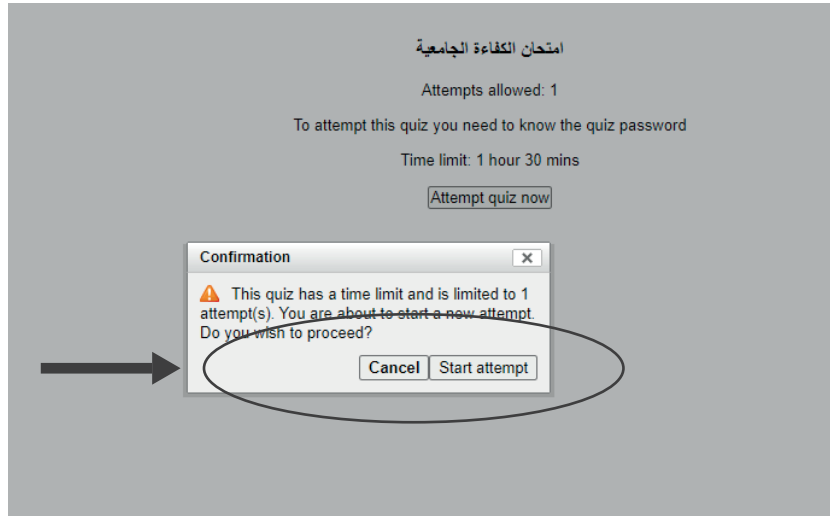 امتحان الكفاءة الجامعية
Attempts allowed: 1
To attempt this quiz you need to know the quiz password
Time limit: 1 hour 30 mins
Attempt quiz now
Confirmation
This quiz has a time limit and is limited to 1
attempt(s). You are about to start a new attempt.
Do you wish to proceed?
Cancel Start attempt